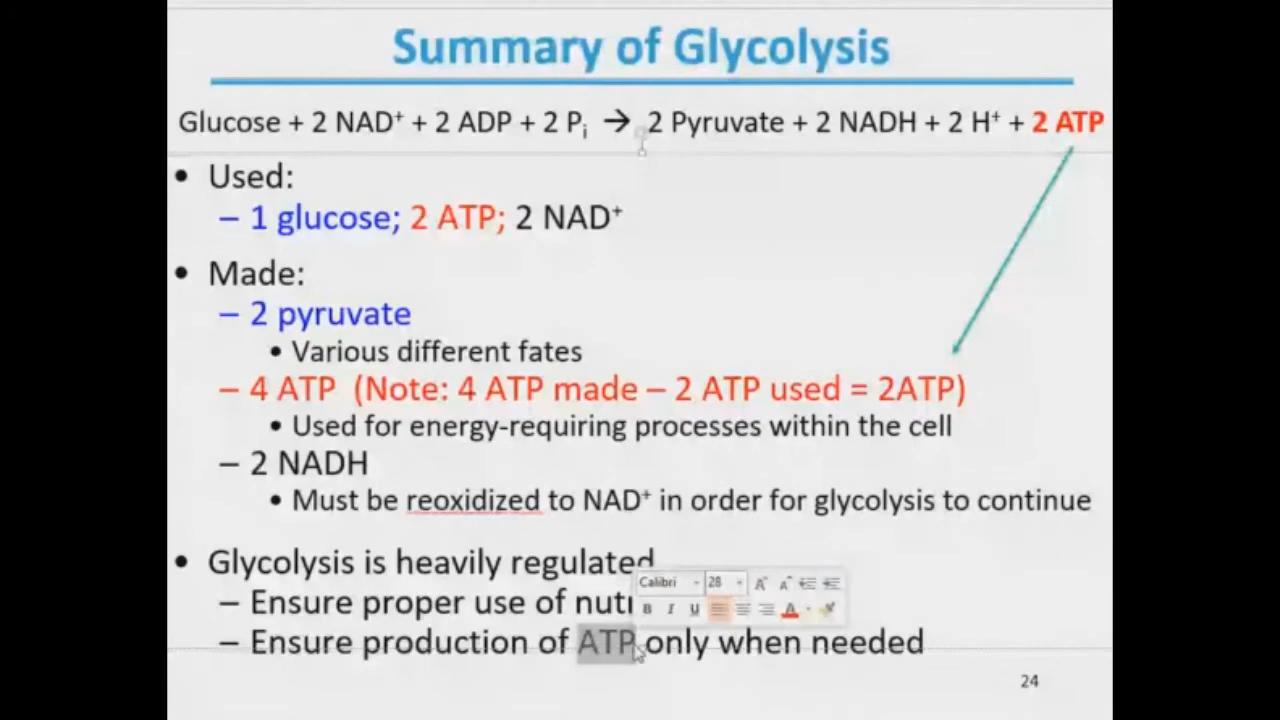 Summary of Glycolysis
Glucose + 2 NAD⁺ + 2 ADP + 2 Pᵢ → 2 Pyruvate + 2 NADH + 2 H⁺ + 2 ATP
• Used:
– 1 glucose; 2 ATP; 2 NAD⁺
• Made:
– 2 pyruvate
• Various different fates
– 4 ATP (Note: 4 ATP made – 2 ATP used = 2ATP)
• Used for energy-requiring processes within the cell
– 2 NADH
• Must be reoxidized to NAD⁺ in order for glycolysis to continue
• Glycolysis is heavily regulated
Calibri 28 A A
– Ensure proper use of
B I U A
– Ensure production of ATP only when needed
24